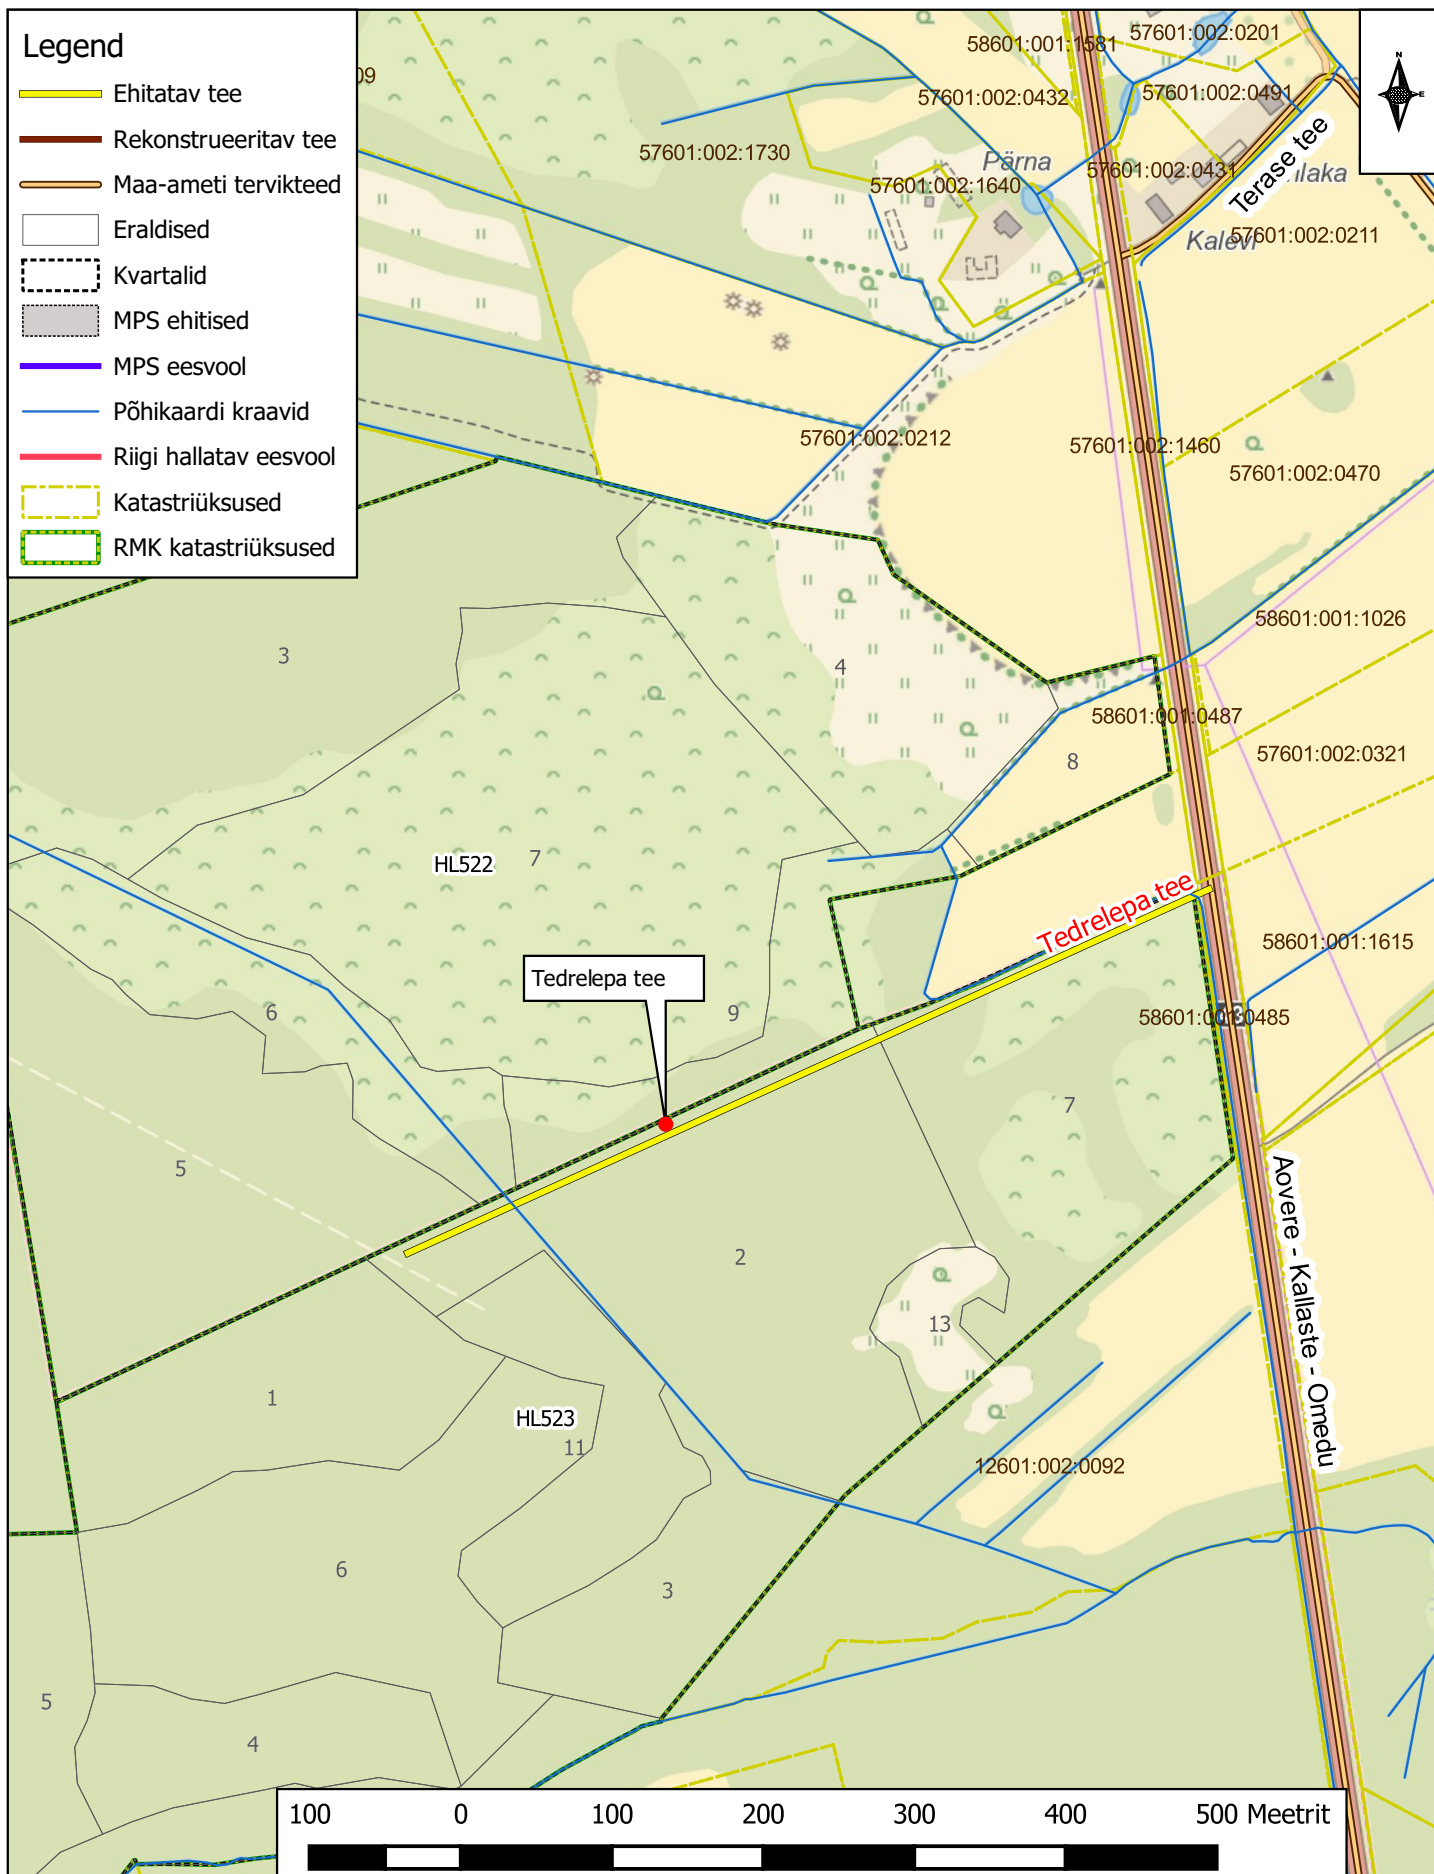 Legend
Ehitatav tee
Rekonstrueeritav tee
Maa-ameti tervikteed
Eraldised
Kvartalid
MPS ehitised
MPS eesvool
Põhikaardi kraavid
Riigi hallatav eesvool
Katastriüksused
RMK katastriüksused
09
58601:001:1581
57601:002:0201
N
E
57601:002:0432
57601:002:0491
57601:002:1730
Pärna
57601:002:1640
57601:002:0431
Terase tee
Kalevi
57601:002:0211
57601:002:0212
57601:002:1460
57601:002:0470
58601:001:1026
3
4
58601:001:0487
8
57601:002:0321
HL522
7
Tedrelepa tee
58601:001:1615
Tedrelepa tee
6
9
58601:001:0485
7
5
2
Aovere - Kallaste - Omedu
13
1
HL523
11
12601:002:0092
6
3
5
4
100
0
100
200
300
400
500 Meetrit